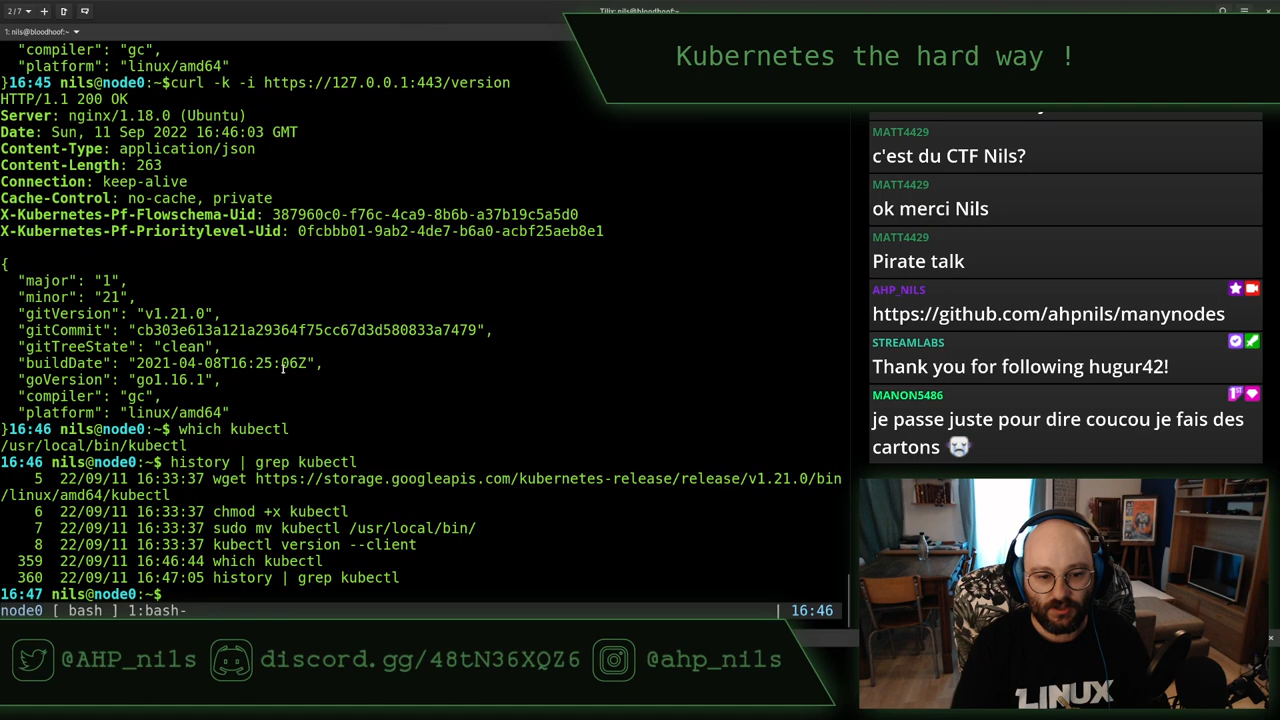 2/7
Tilix: nils@bloodhoof:~
1: nils@bloodhoof:~
"compiler": "gc",
"platform": "linux/amd64"
}16:45 nils@node0:~$curl -k -i https://127.0.0.1:443/version
HTTP/1.1 200 OK
Server: nginx/1.18.0 (Ubuntu)
Date: Sun, 11 Sep 2022 16:46:03 GMT
Content-Type: application/json
Content-Length: 263
Connection: keep-alive
Cache-Control: no-cache, private
X-Kubernetes-Pf-Flowschema-Uid: 387960c0-f76c-4ca9-8b6b-a37b19c5a5d0
X-Kubernetes-Pf-Prioritylevel-Uid: 0fcbbb01-9ab2-4de7-b6a0-acbf25aeb8e1
{
"major": "1",
"minor": "21",
"gitVersion": "v1.21.0",
"gitCommit": "cb303e613a121a29364f75cc67d3d580833a7479",
"gitTreeState": "clean",
"buildDate": "2021-04-08T16:25:06Z",
"goVersion": "go1.16.1",
"compiler": "gc",
"platform": "linux/amd64"
}16:46 nils@node0:~$ which kubectl
/usr/local/bin/kubectl
16:46 nils@node0:~$ history | grep kubectl
5 22/09/11 16:33:37 wget https://storage.googleapis.com/kubernetes-release/release/v1.21.0/bin
/linux/amd64/kubectl
6 22/09/11 16:33:37 chmod +x kubectl
7 22/09/11 16:33:37 sudo mv kubectl /usr/local/bin/
8 22/09/11 16:33:37 kubectl version --client
359 22/09/11 16:46:44 which kubectl
360 22/09/11 16:47:05 history | grep kubectl
16:47 nils@node0:~$
node0 [ bash ] 1:bash- | 16:46
Kubernetes the hard way !
MATT4429
c'est du CTF Nils?
MATT4429
ok merci Nils
MATT4429
Pirate talk
AHP_NILS
https://github.com/ahpnils/manynodes
STREAMLABS
Thank you for following hugur42!
MANON5486
je passe juste pour dire coucou je fais des
cartons
LINUX
@AHP_nils discord.gg/48tN36XQZ6 @ahp_nils